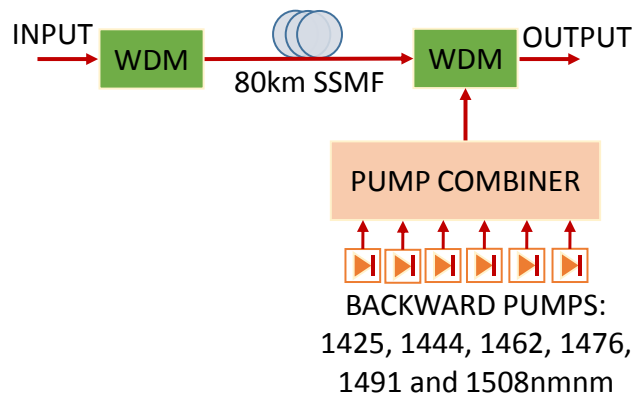 INPUT
WDM
80km SSMF
WDM
OUTPUT
PUMP COMBINER
BACKWARD PUMPS:
1425, 1444, 1462, 1476,
1491 and 1508nmnm